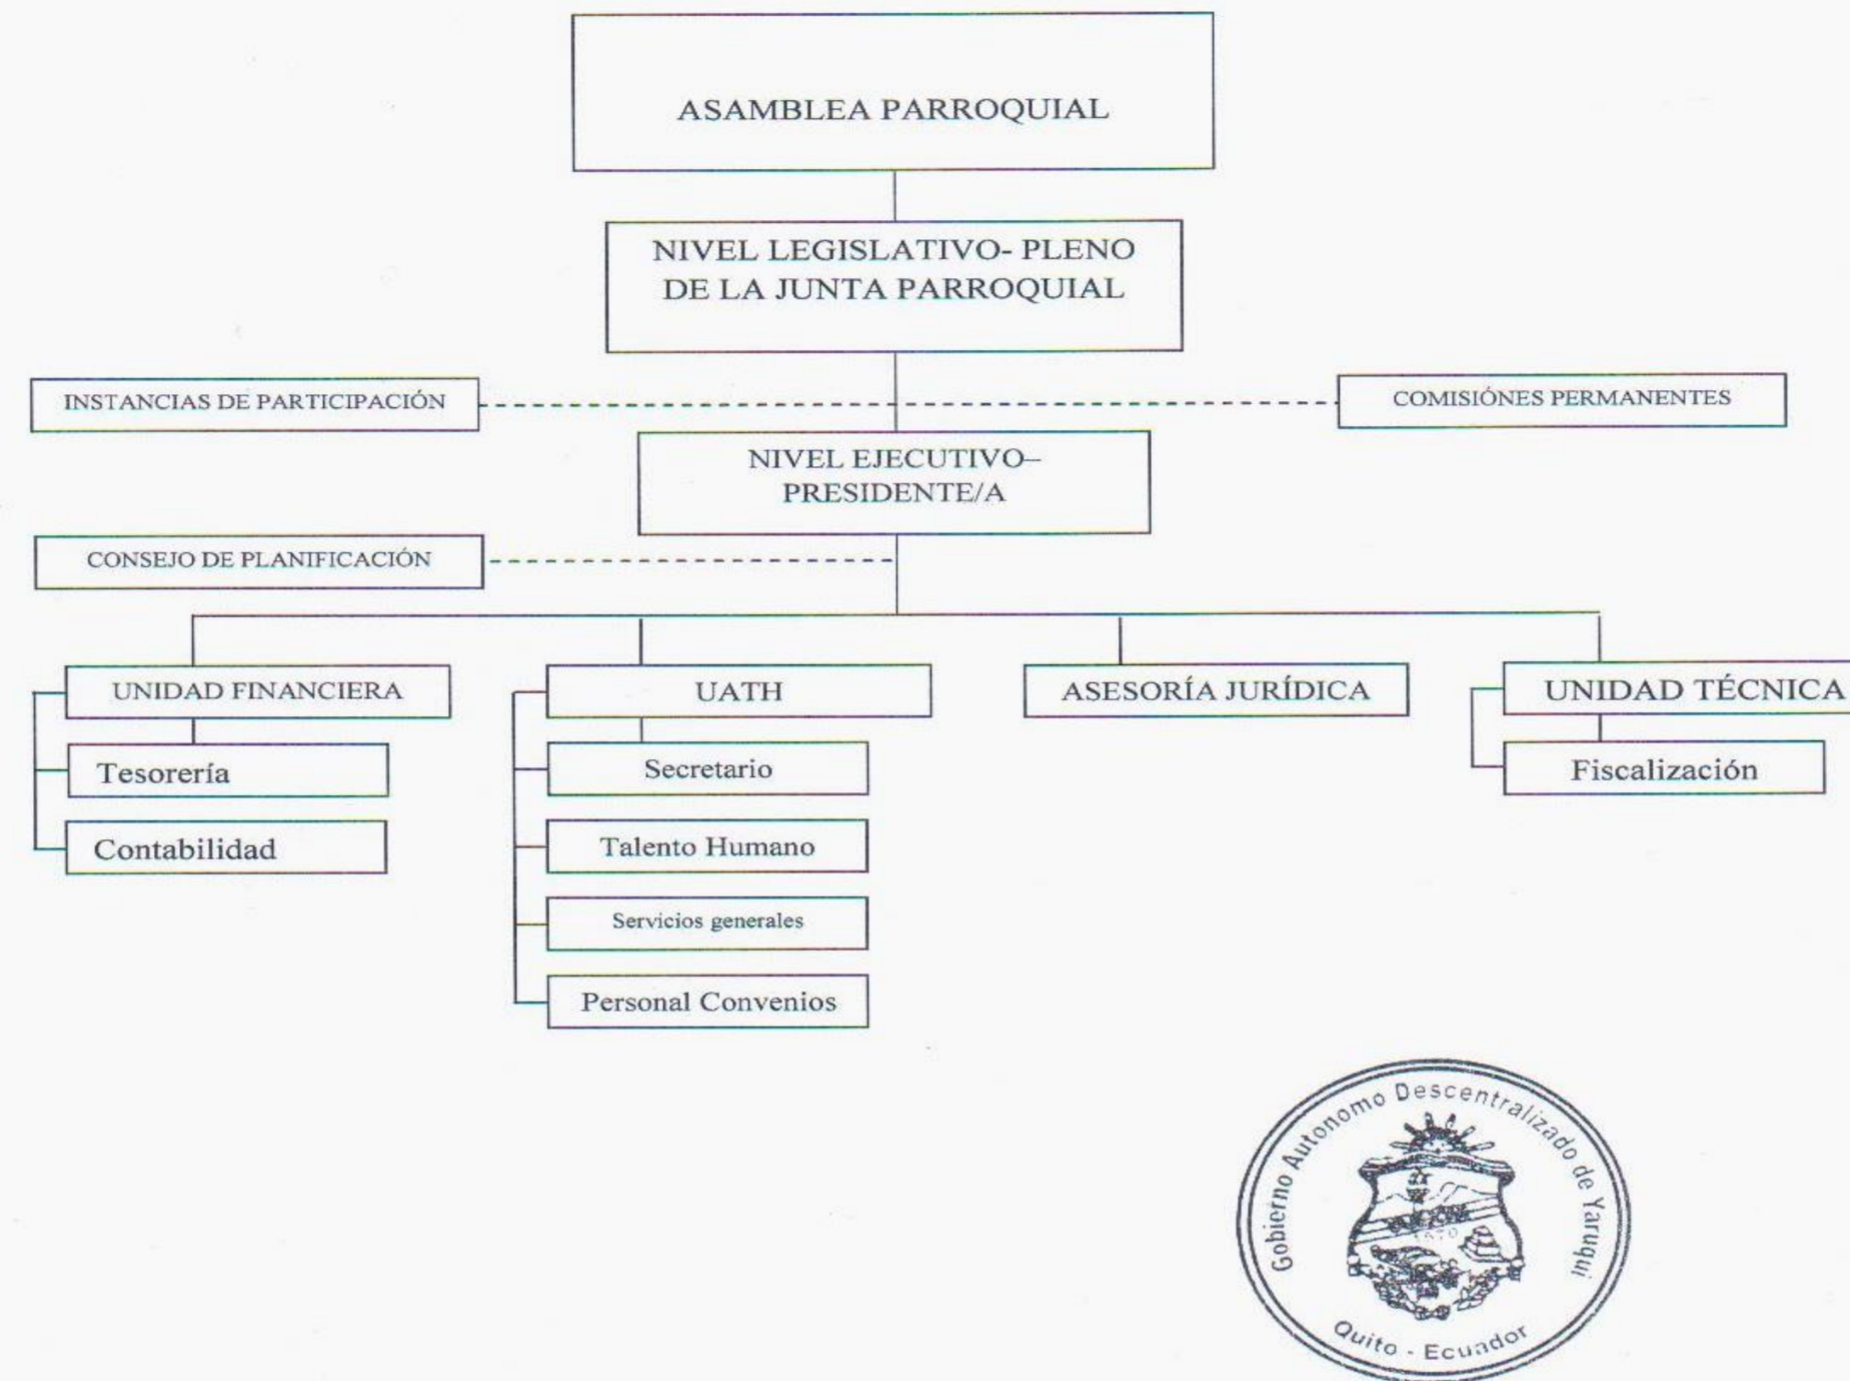 ASAMBLEA PARROQUIAL
NIVEL LEGISLATIVO- PLENO
DE LA JUNTA PARROQUIAL
INSTANCIAS DE PARTICIPACIÓN
COMISIÓNES PERMANENTES
NIVEL EJECUTIVO–
PRESIDENTE/A
CONSEJO DE PLANIFICACIÓN
UNIDAD FINANCIERA
UATH
ASESORÍA JURÍDICA
UNIDAD TÉCNICA
Tesorería
Secretario
Fiscalización
Contabilidad
Talento Humano
Servicios generales
Personal Convenios
Gobierno Autonomo Descentralizado de Yaruqui
Quito - Ecuador